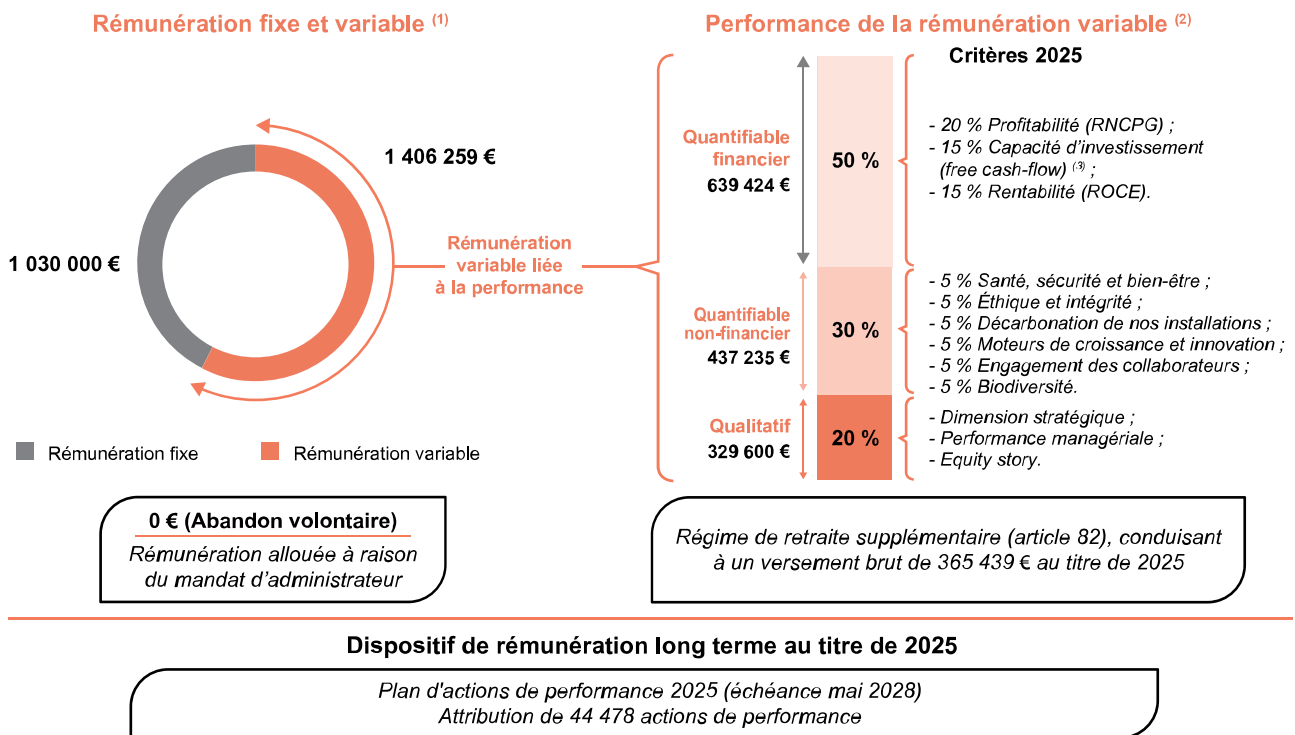 Rémunération fixe et variable (1)
1 406 259 €
1 030 000 €
Rémunération
variable liée
à la performance
Rémunération fixe
Rémunération variable
0 € (Abandon volontaire)
Rémunération allouée à raison
du mandat d'administrateur
Performance de la rémunération variable (2)
Critères 2025
Quantifiable
financier
639 424 €
50 %
- 20 % Profitabilité (RNCPG) ;
- 15 % Capacité d'investissement
(free cash-flow) (3) ;
- 15 % Rentabilité (ROCE).
Quantifiable
non-financier
437 235 €
30 %
- 5 % Santé, sécurité et bien-être ;
- 5 % Éthique et intégrité ;
- 5 % Décarbonation de nos installations ;
- 5 % Moteurs de croissance et innovation ;
- 5 % Engagement des collaborateurs ;
- 5 % Biodiversité.
Qualitatif
329 600 €
20 %
- Dimension stratégique ;
- Performance managériale ;
- Equity story.
Régime de retraite supplémentaire (article 82), conduisant
à un versement brut de 365 439 € au titre de 2025
Dispositif de rémunération long terme au titre de 2025
Plan d'actions de performance 2025 (échéance mai 2028)
Attribution de 44 478 actions de performance